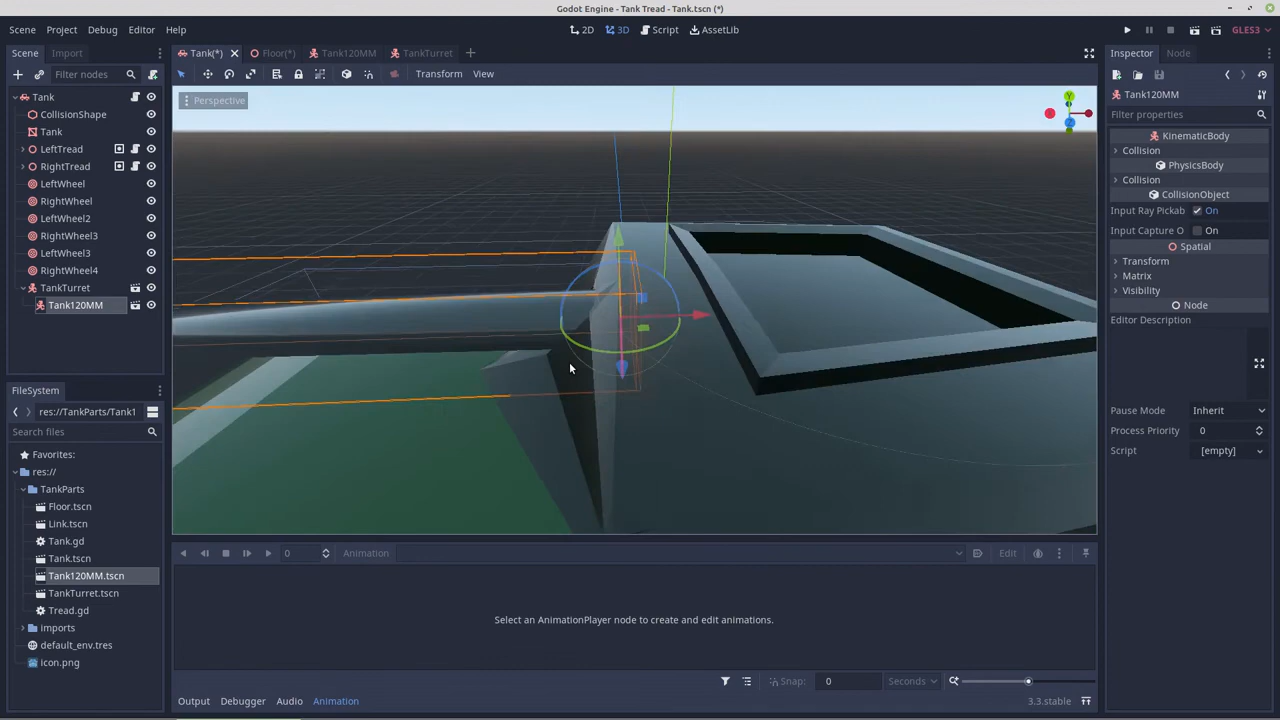 Godot Engine - Tank Tread - Tank.tscn (*)
Scene Project Debug Editor Help
2D 3D Script AssetLib
GLES3
Scene Import
Tank(*) Floor(*) Tank120MM TankTurret
Inspector Node
Filter nodes
Transform View
Tank120MM
Filter properties
Perspective
Y
Z
Tank
CollisionShape
Tank
LeftTread
RightTread
LeftWheel
RightWheel
LeftWheel2
RightWheel3
LeftWheel3
RightWheel4
TankTurret
Tank120MM
KinematicBody
Collision
PhysicsBody
Collision
CollisionObject
Input Ray Pickab On
Input Capture O On
Spatial
Transform
Matrix
Visibility
Node
Editor Description
Pause Mode Inherit
Process Priority 0
Script [empty]
FileSystem
res://TankParts/Tank1
Search files
Favorites:
res://
TankParts
Floor.tscn
Link.tscn
Tank.gd
Tank.tscn
Tank120MM.tscn
TankTurret.tscn
Tread.gd
imports
default_env.tres
icon.png
0 Animation Edit
Select an AnimationPlayer node to create and edit animations.
Snap: 0 Seconds
Output Debugger Audio Animation
3.3.stable